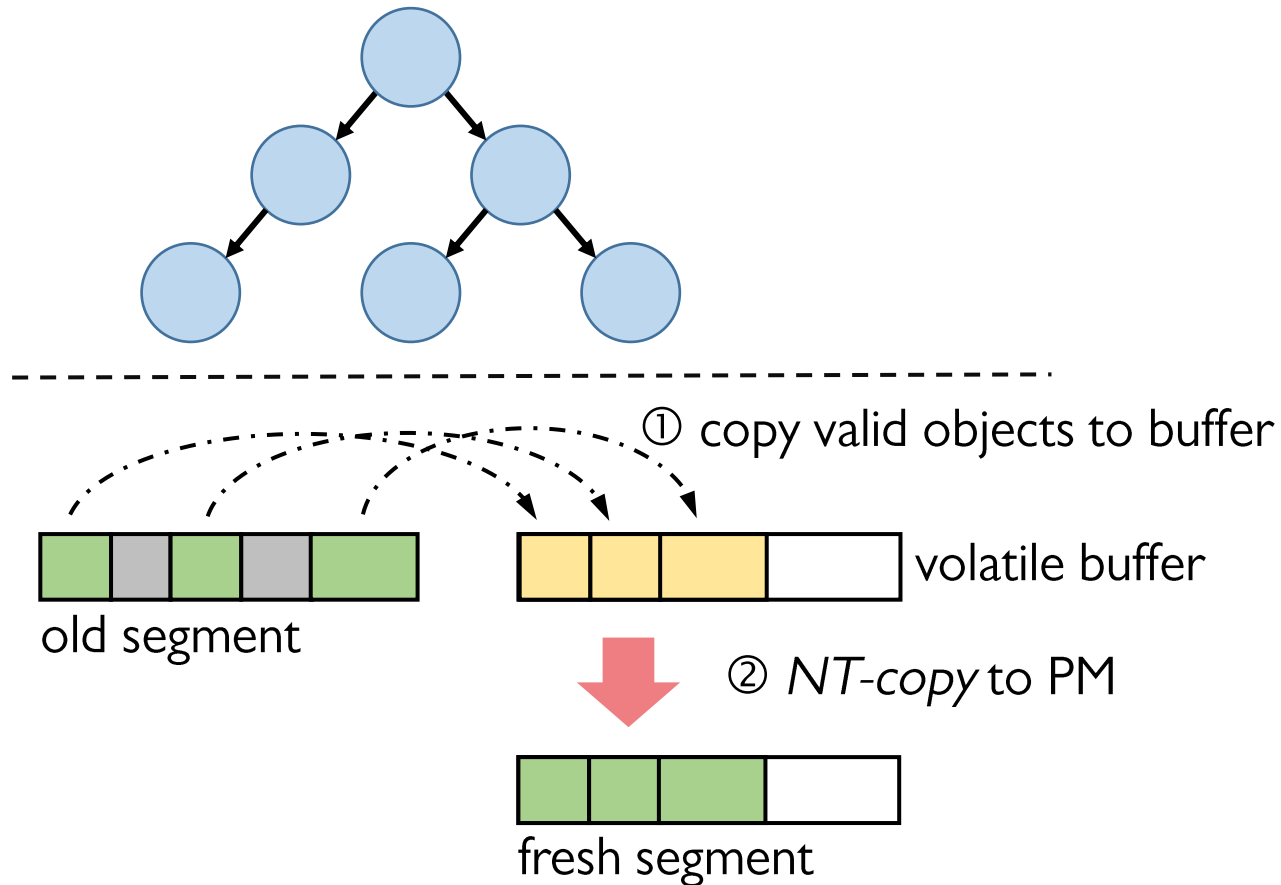 ① copy valid objects to buffer
volatile buffer
old segment
② NT-copy to PM
fresh segment